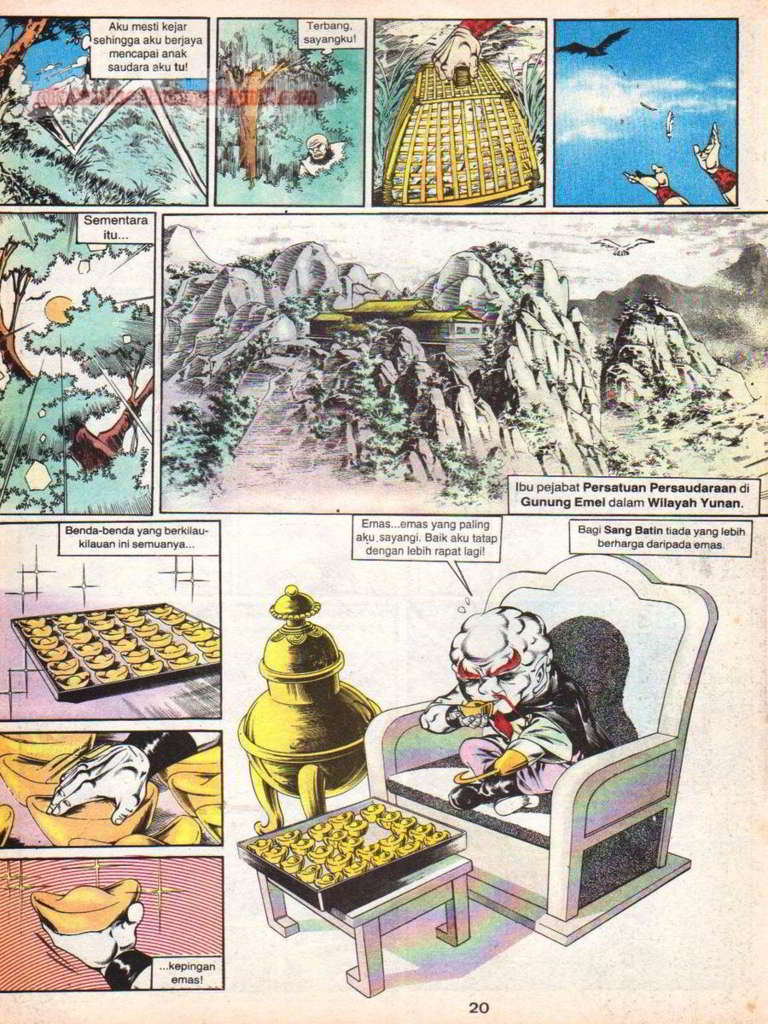 Aku mesti kejar
sehingga aku berjaya
mencapai anak
saudara aku tu!
Terbang,
sayangku!
Sementara
itu...
Ibu pejabat Persatuan Persaudaraan di
Gunung Emel dalam Wilayah Yunan.
Benda-benda yang berkilau-
kilauan ini semuanya...
Emas...emas yang paling
aku sayangi. Baik aku tatap
dengan lebih rapat lagi!
Bagi Sang Batin tiada yang lebih
berharga daripada emas.
...kepingan
emas!
20